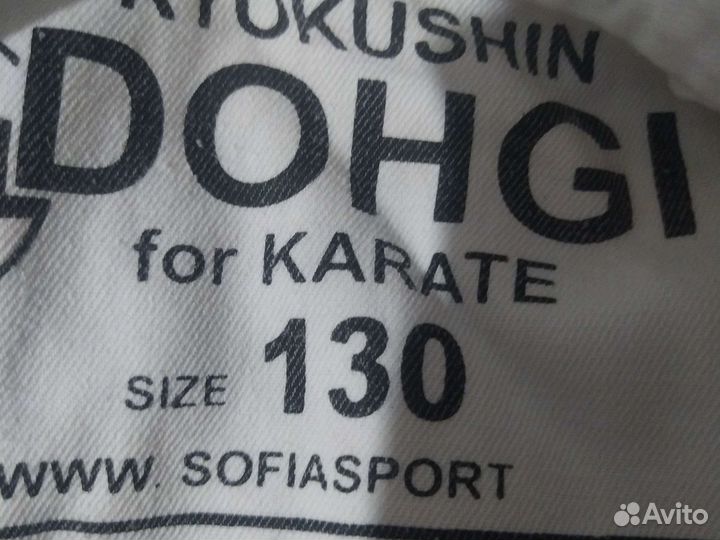 KYOKUSHIN
DOHGI
for KARATE
SIZE 130
WWW. SOFIASPORT
Avito